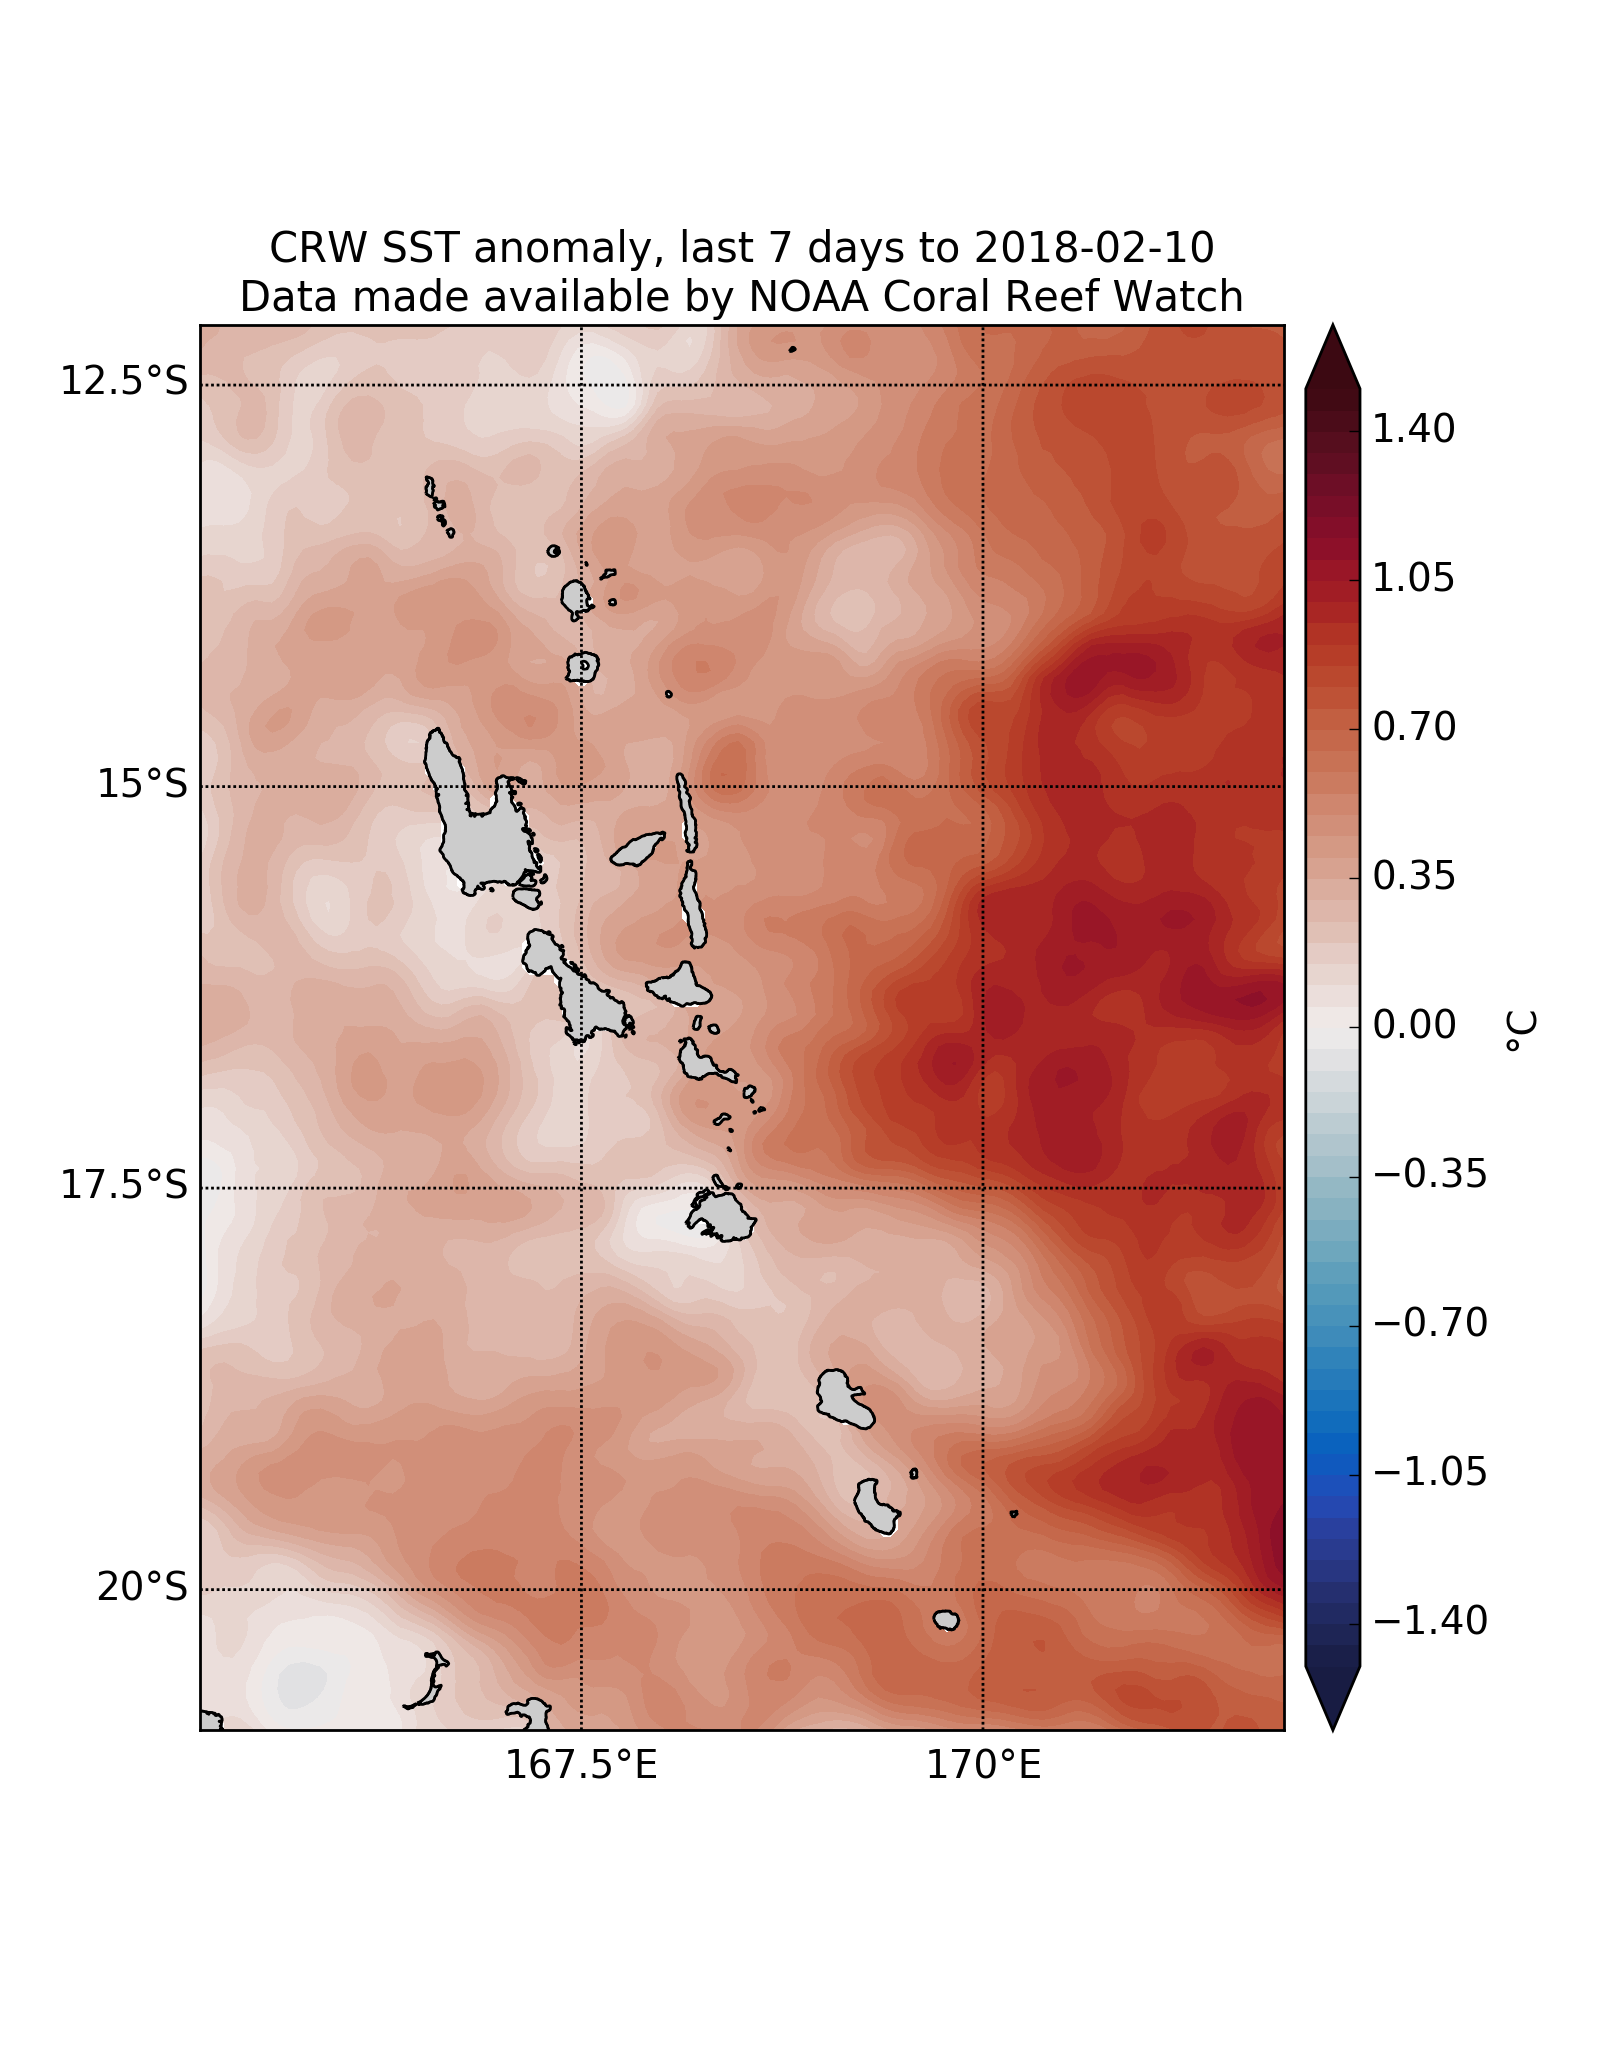 CRW SST anomaly, last 7 days to 2018-02-10
Data made available by NOAA Coral Reef Watch
12.5°S
15°S
17.5°S
20°S
167.5°E
170°E
1.40
1.05
0.70
0.35
0.00
−0.35
−0.70
−1.05
−1.40
°C